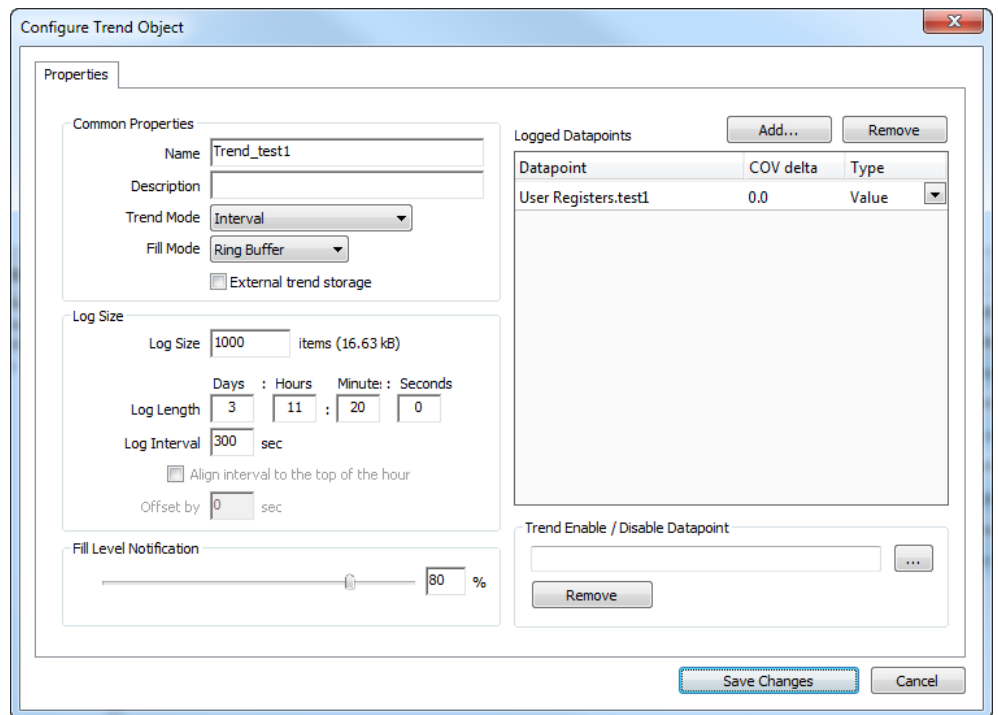 Configure Trend Object
x
Properties
Common Properties
Name Trend_test1
Description
Trend Mode Interval
Fill Mode Ring Buffer
External trend storage
Log Size
Log Size 1000 items (16.63 kB)
Days : Hours Minute: : Seconds
Log Length 3 11 : 20 0
Log Interval 300 sec
Align interval to the top of the hour
Offset by 0 sec
Fill Level Notification
80 %
Logged Datapoints Add... Remove
Datapoint COV delta Type
User Registers.test1 0.0 Value
Trend Enable / Disable Datapoint
...
Remove
Save Changes Cancel